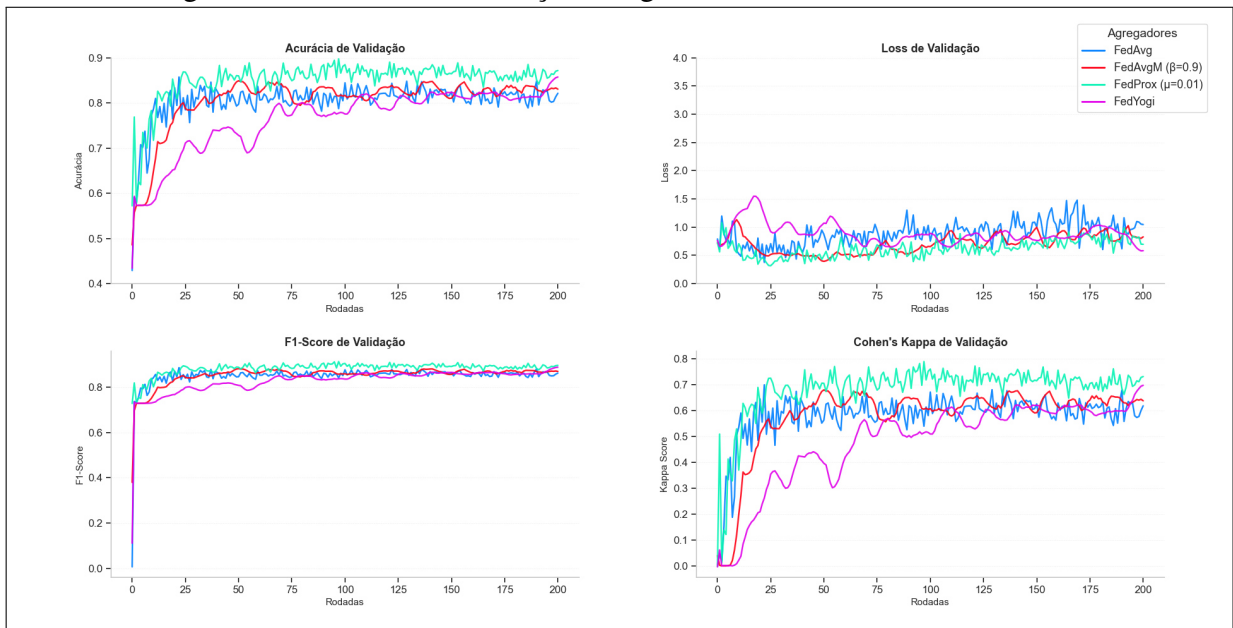 Agregadores
FedAvg
FedAvgM (β=0.9)
FedProx (μ=0.01)
FedYogi
Acurácia de Validação
Acurácia
0.9
0.8
0.7
0.6
0.5
0.4
0 25 50 75 100 125 150 175 200
Rodadas
Loss de Validação
Loss
4.0
3.5
3.0
2.5
2.0
1.5
1.0
0.5
0.0
0 25 50 75 100 125 150 175 200
Rodadas
F1-Score de Validação
F1-Score
0.8
0.6
0.4
0.2
0.0
0 25 50 75 100 125 150 175 200
Rodadas
Cohen's Kappa de Validação
Kappa Score
0.8
0.7
0.6
0.5
0.4
0.3
0.2
0.1
0.0
0 25 50 75 100 125 150 175 200
Rodadas